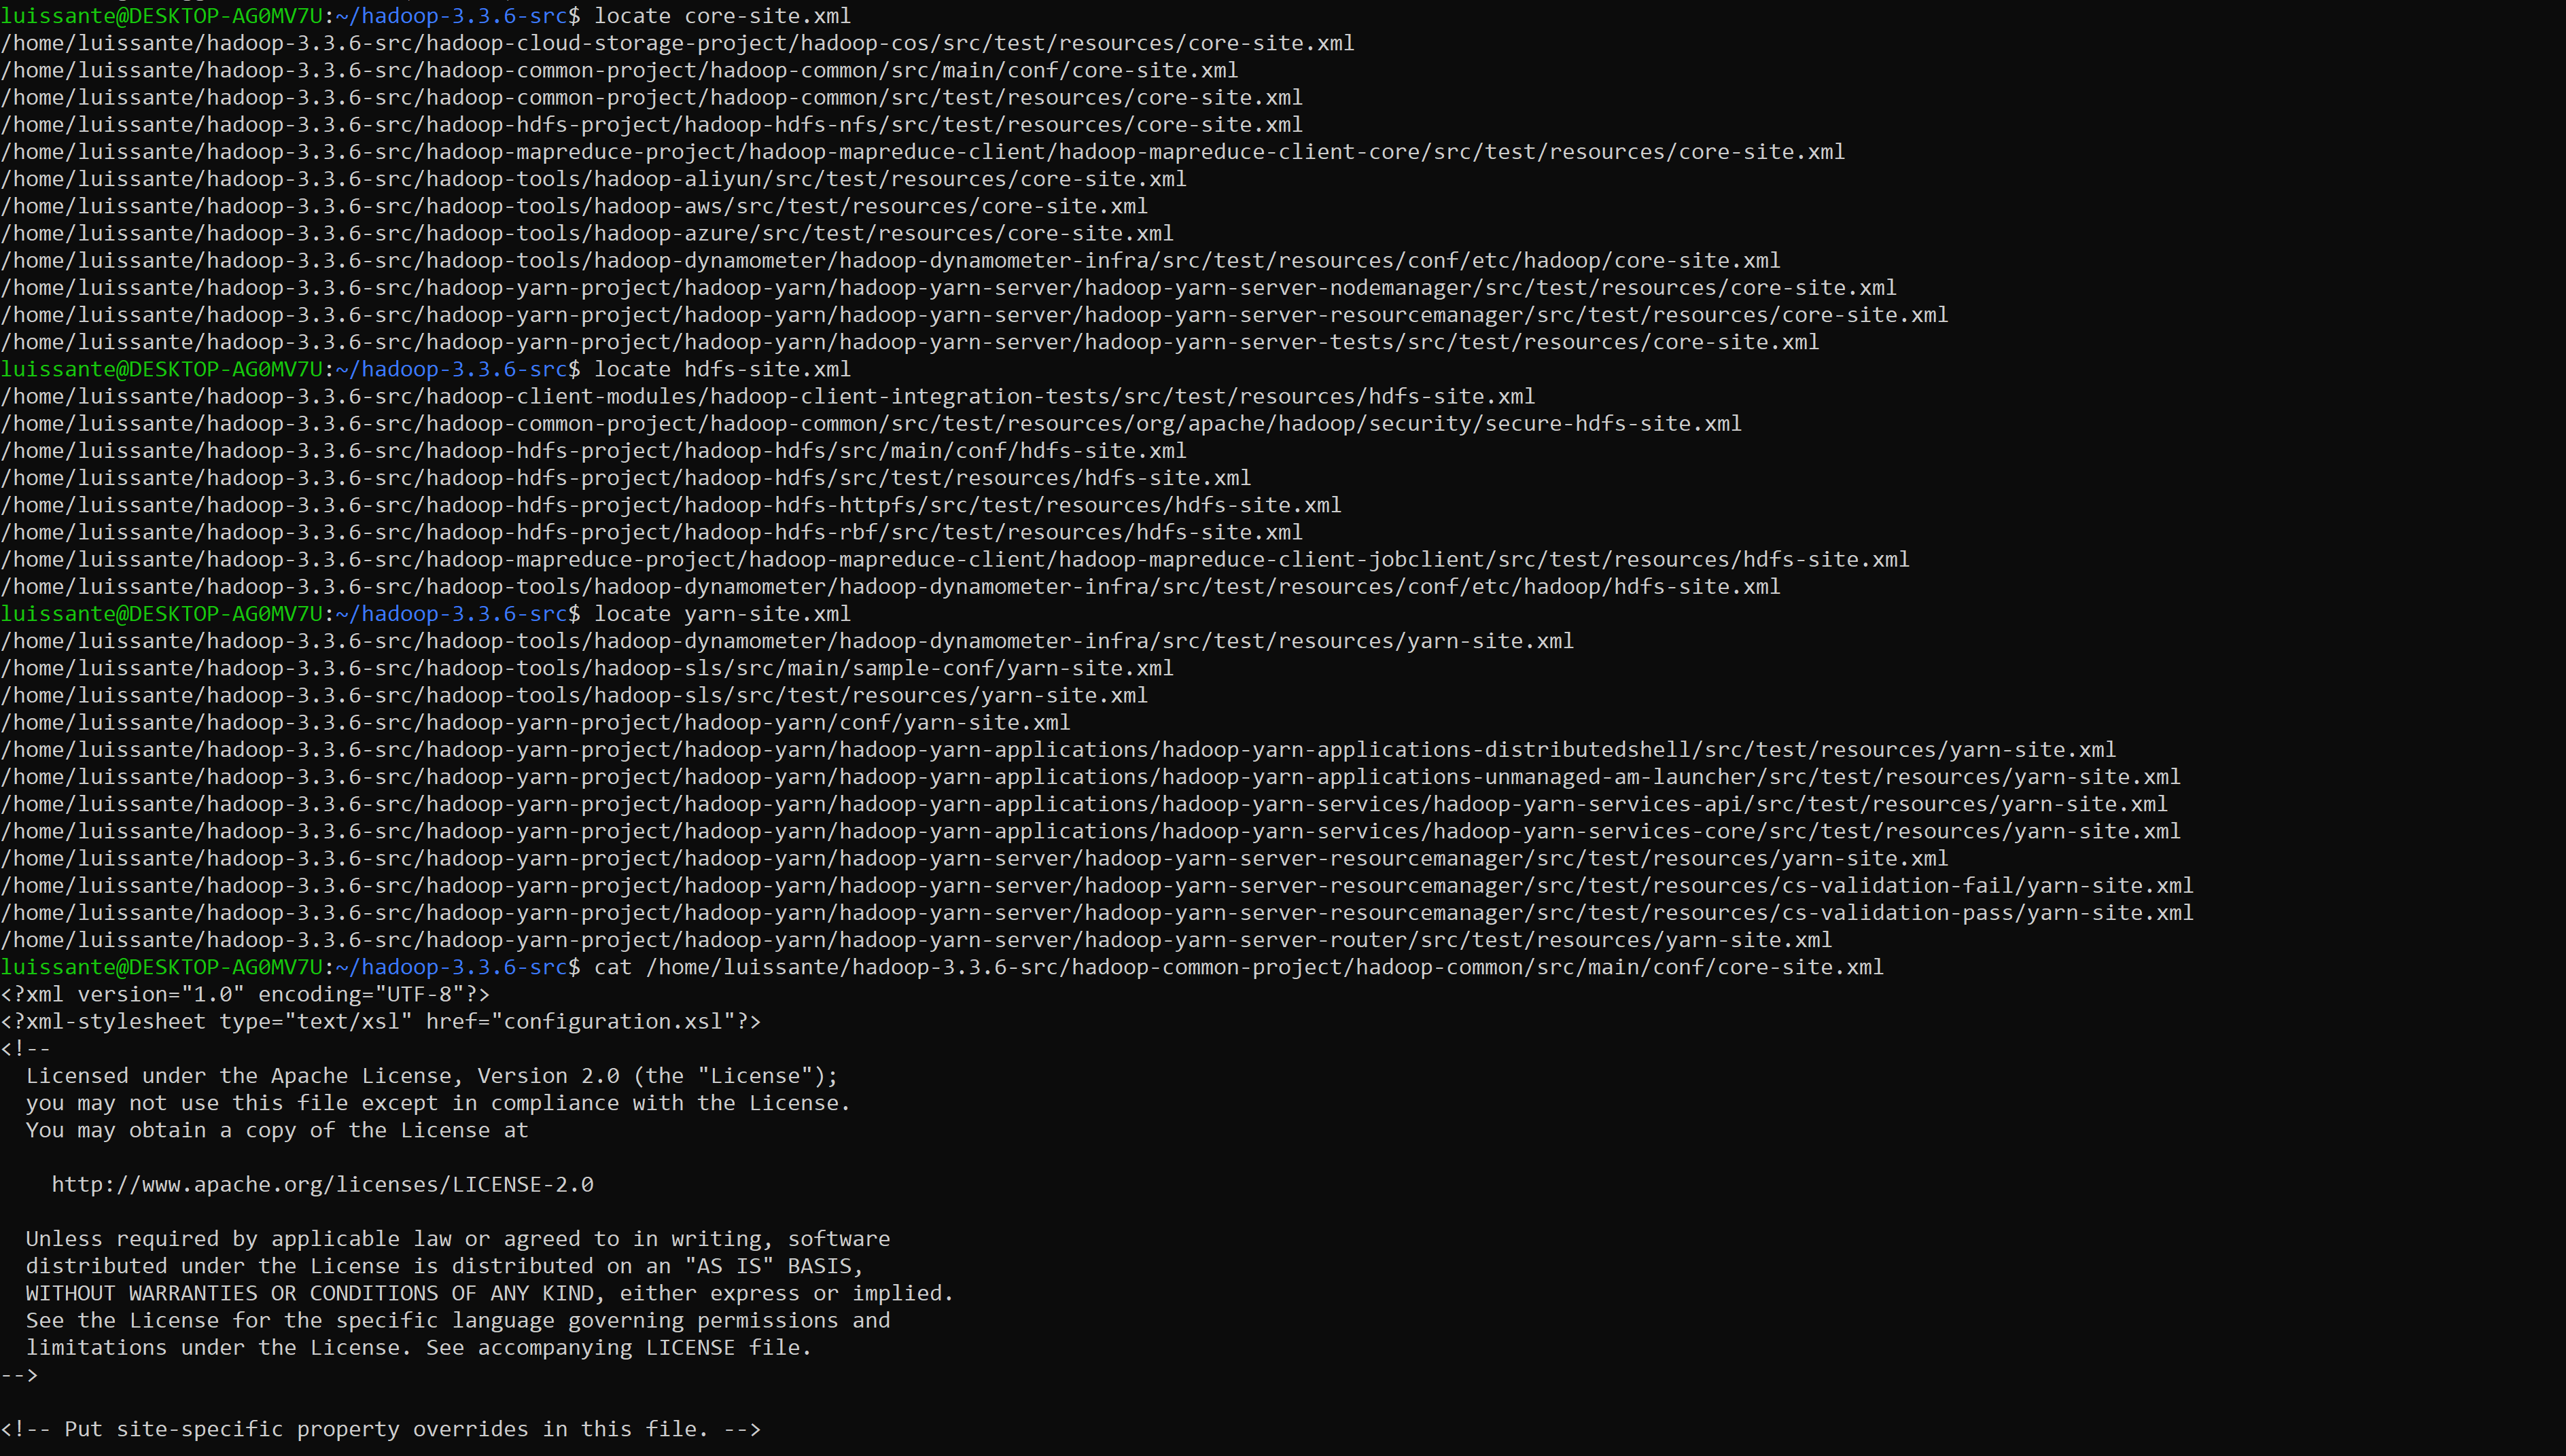 luissante@DESKTOP-AG0MV7U:~/hadoop-3.3.6-src$ locate core-site.xml
/home/luissante/hadoop-3.3.6-src/hadoop-cloud-storage-project/hadoop-cos/src/test/resources/core-site.xml
/home/luissante/hadoop-3.3.6-src/hadoop-common-project/hadoop-common/src/main/conf/core-site.xml
/home/luissante/hadoop-3.3.6-src/hadoop-common-project/hadoop-common/src/test/resources/core-site.xml
/home/luissante/hadoop-3.3.6-src/hadoop-hdfs-project/hadoop-hdfs-nfs/src/test/resources/core-site.xml
/home/luissante/hadoop-3.3.6-src/hadoop-mapreduce-project/hadoop-mapreduce-client/hadoop-mapreduce-client-core/src/test/resources/core-site.xml
/home/luissante/hadoop-3.3.6-src/hadoop-tools/hadoop-aliyun/src/test/resources/core-site.xml
/home/luissante/hadoop-3.3.6-src/hadoop-tools/hadoop-aws/src/test/resources/core-site.xml
/home/luissante/hadoop-3.3.6-src/hadoop-tools/hadoop-azure/src/test/resources/core-site.xml
/home/luissante/hadoop-3.3.6-src/hadoop-tools/hadoop-dynamometer/hadoop-dynamometer-infra/src/test/resources/conf/etc/hadoop/core-site.xml
/home/luissante/hadoop-3.3.6-src/hadoop-yarn-project/hadoop-yarn/hadoop-yarn-server/hadoop-yarn-server-nodemanager/src/test/resources/core-site.xml
/home/luissante/hadoop-3.3.6-src/hadoop-yarn-project/hadoop-yarn/hadoop-yarn-server/hadoop-yarn-server-resourcemanager/src/test/resources/core-site.xml
/home/luissante/hadoop-3.3.6-src/hadoop-yarn-project/hadoop-yarn/hadoop-yarn-server/hadoop-yarn-server-tests/src/test/resources/core-site.xml
luissante@DESKTOP-AG0MV7U:~/hadoop-3.3.6-src$ locate hdfs-site.xml
/home/luissante/hadoop-3.3.6-src/hadoop-client-modules/hadoop-client-integration-tests/src/test/resources/hdfs-site.xml
/home/luissante/hadoop-3.3.6-src/hadoop-common-project/hadoop-common/src/test/resources/org/apache/hadoop/security/secure-hdfs-site.xml
/home/luissante/hadoop-3.3.6-src/hadoop-hdfs-project/hadoop-hdfs/src/main/conf/hdfs-site.xml
/home/luissante/hadoop-3.3.6-src/hadoop-hdfs-project/hadoop-hdfs/src/test/resources/hdfs-site.xml
/home/luissante/hadoop-3.3.6-src/hadoop-hdfs-project/hadoop-hdfs-httpfs/src/test/resources/hdfs-site.xml
/home/luissante/hadoop-3.3.6-src/hadoop-hdfs-project/hadoop-hdfs-rbf/src/test/resources/hdfs-site.xml
/home/luissante/hadoop-3.3.6-src/hadoop-mapreduce-project/hadoop-mapreduce-client/hadoop-mapreduce-client-jobclient/src/test/resources/hdfs-site.xml
/home/luissante/hadoop-3.3.6-src/hadoop-tools/hadoop-dynamometer/hadoop-dynamometer-infra/src/test/resources/conf/etc/hadoop/hdfs-site.xml
luissante@DESKTOP-AG0MV7U:~/hadoop-3.3.6-src$ locate yarn-site.xml
/home/luissante/hadoop-3.3.6-src/hadoop-tools/hadoop-dynamometer/hadoop-dynamometer-infra/src/test/resources/yarn-site.xml
/home/luissante/hadoop-3.3.6-src/hadoop-tools/hadoop-sls/src/main/sample-conf/yarn-site.xml
/home/luissante/hadoop-3.3.6-src/hadoop-tools/hadoop-sls/src/test/resources/yarn-site.xml
/home/luissante/hadoop-3.3.6-src/hadoop-yarn-project/hadoop-yarn/conf/yarn-site.xml
/home/luissante/hadoop-3.3.6-src/hadoop-yarn-project/hadoop-yarn/hadoop-yarn-applications/hadoop-yarn-applications-distributedshell/src/test/resources/yarn-site.xml
/home/luissante/hadoop-3.3.6-src/hadoop-yarn-project/hadoop-yarn/hadoop-yarn-applications/hadoop-yarn-applications-unmanaged-am-launcher/src/test/resources/yarn-site.xml
/home/luissante/hadoop-3.3.6-src/hadoop-yarn-project/hadoop-yarn/hadoop-yarn-applications/hadoop-yarn-services/hadoop-yarn-services-api/src/test/resources/yarn-site.xml
/home/luissante/hadoop-3.3.6-src/hadoop-yarn-project/hadoop-yarn/hadoop-yarn-applications/hadoop-yarn-services/hadoop-yarn-services-core/src/test/resources/yarn-site.xml
/home/luissante/hadoop-3.3.6-src/hadoop-yarn-project/hadoop-yarn/hadoop-yarn-server/hadoop-yarn-server-resourcemanager/src/test/resources/yarn-site.xml
/home/luissante/hadoop-3.3.6-src/hadoop-yarn-project/hadoop-yarn/hadoop-yarn-server/hadoop-yarn-server-resourcemanager/src/test/resources/cs-validation-fail/yarn-site.xml
/home/luissante/hadoop-3.3.6-src/hadoop-yarn-project/hadoop-yarn/hadoop-yarn-server/hadoop-yarn-server-resourcemanager/src/test/resources/cs-validation-pass/yarn-site.xml
/home/luissante/hadoop-3.3.6-src/hadoop-yarn-project/hadoop-yarn/hadoop-yarn-server/hadoop-yarn-server-router/src/test/resources/yarn-site.xml
luissante@DESKTOP-AG0MV7U:~/hadoop-3.3.6-src$ cat /home/luissante/hadoop-3.3.6-src/hadoop-common-project/hadoop-common/src/main/conf/core-site.xml
<?xml version="1.0" encoding="UTF-8"?>
<?xml-stylesheet type="text/xsl" href="configuration.xsl"?>
<!--
  Licensed under the Apache License, Version 2.0 (the "License");
  you may not use this file except in compliance with the License.
  You may obtain a copy of the License at

    http://www.apache.org/licenses/LICENSE-2.0

  Unless required by applicable law or agreed to in writing, software
  distributed under the License is distributed on an "AS IS" BASIS,
  WITHOUT WARRANTIES OR CONDITIONS OF ANY KIND, either express or implied.
  See the License for the specific language governing permissions and
  limitations under the License. See accompanying LICENSE file.
-->

<!-- Put site-specific property overrides in this file. -->